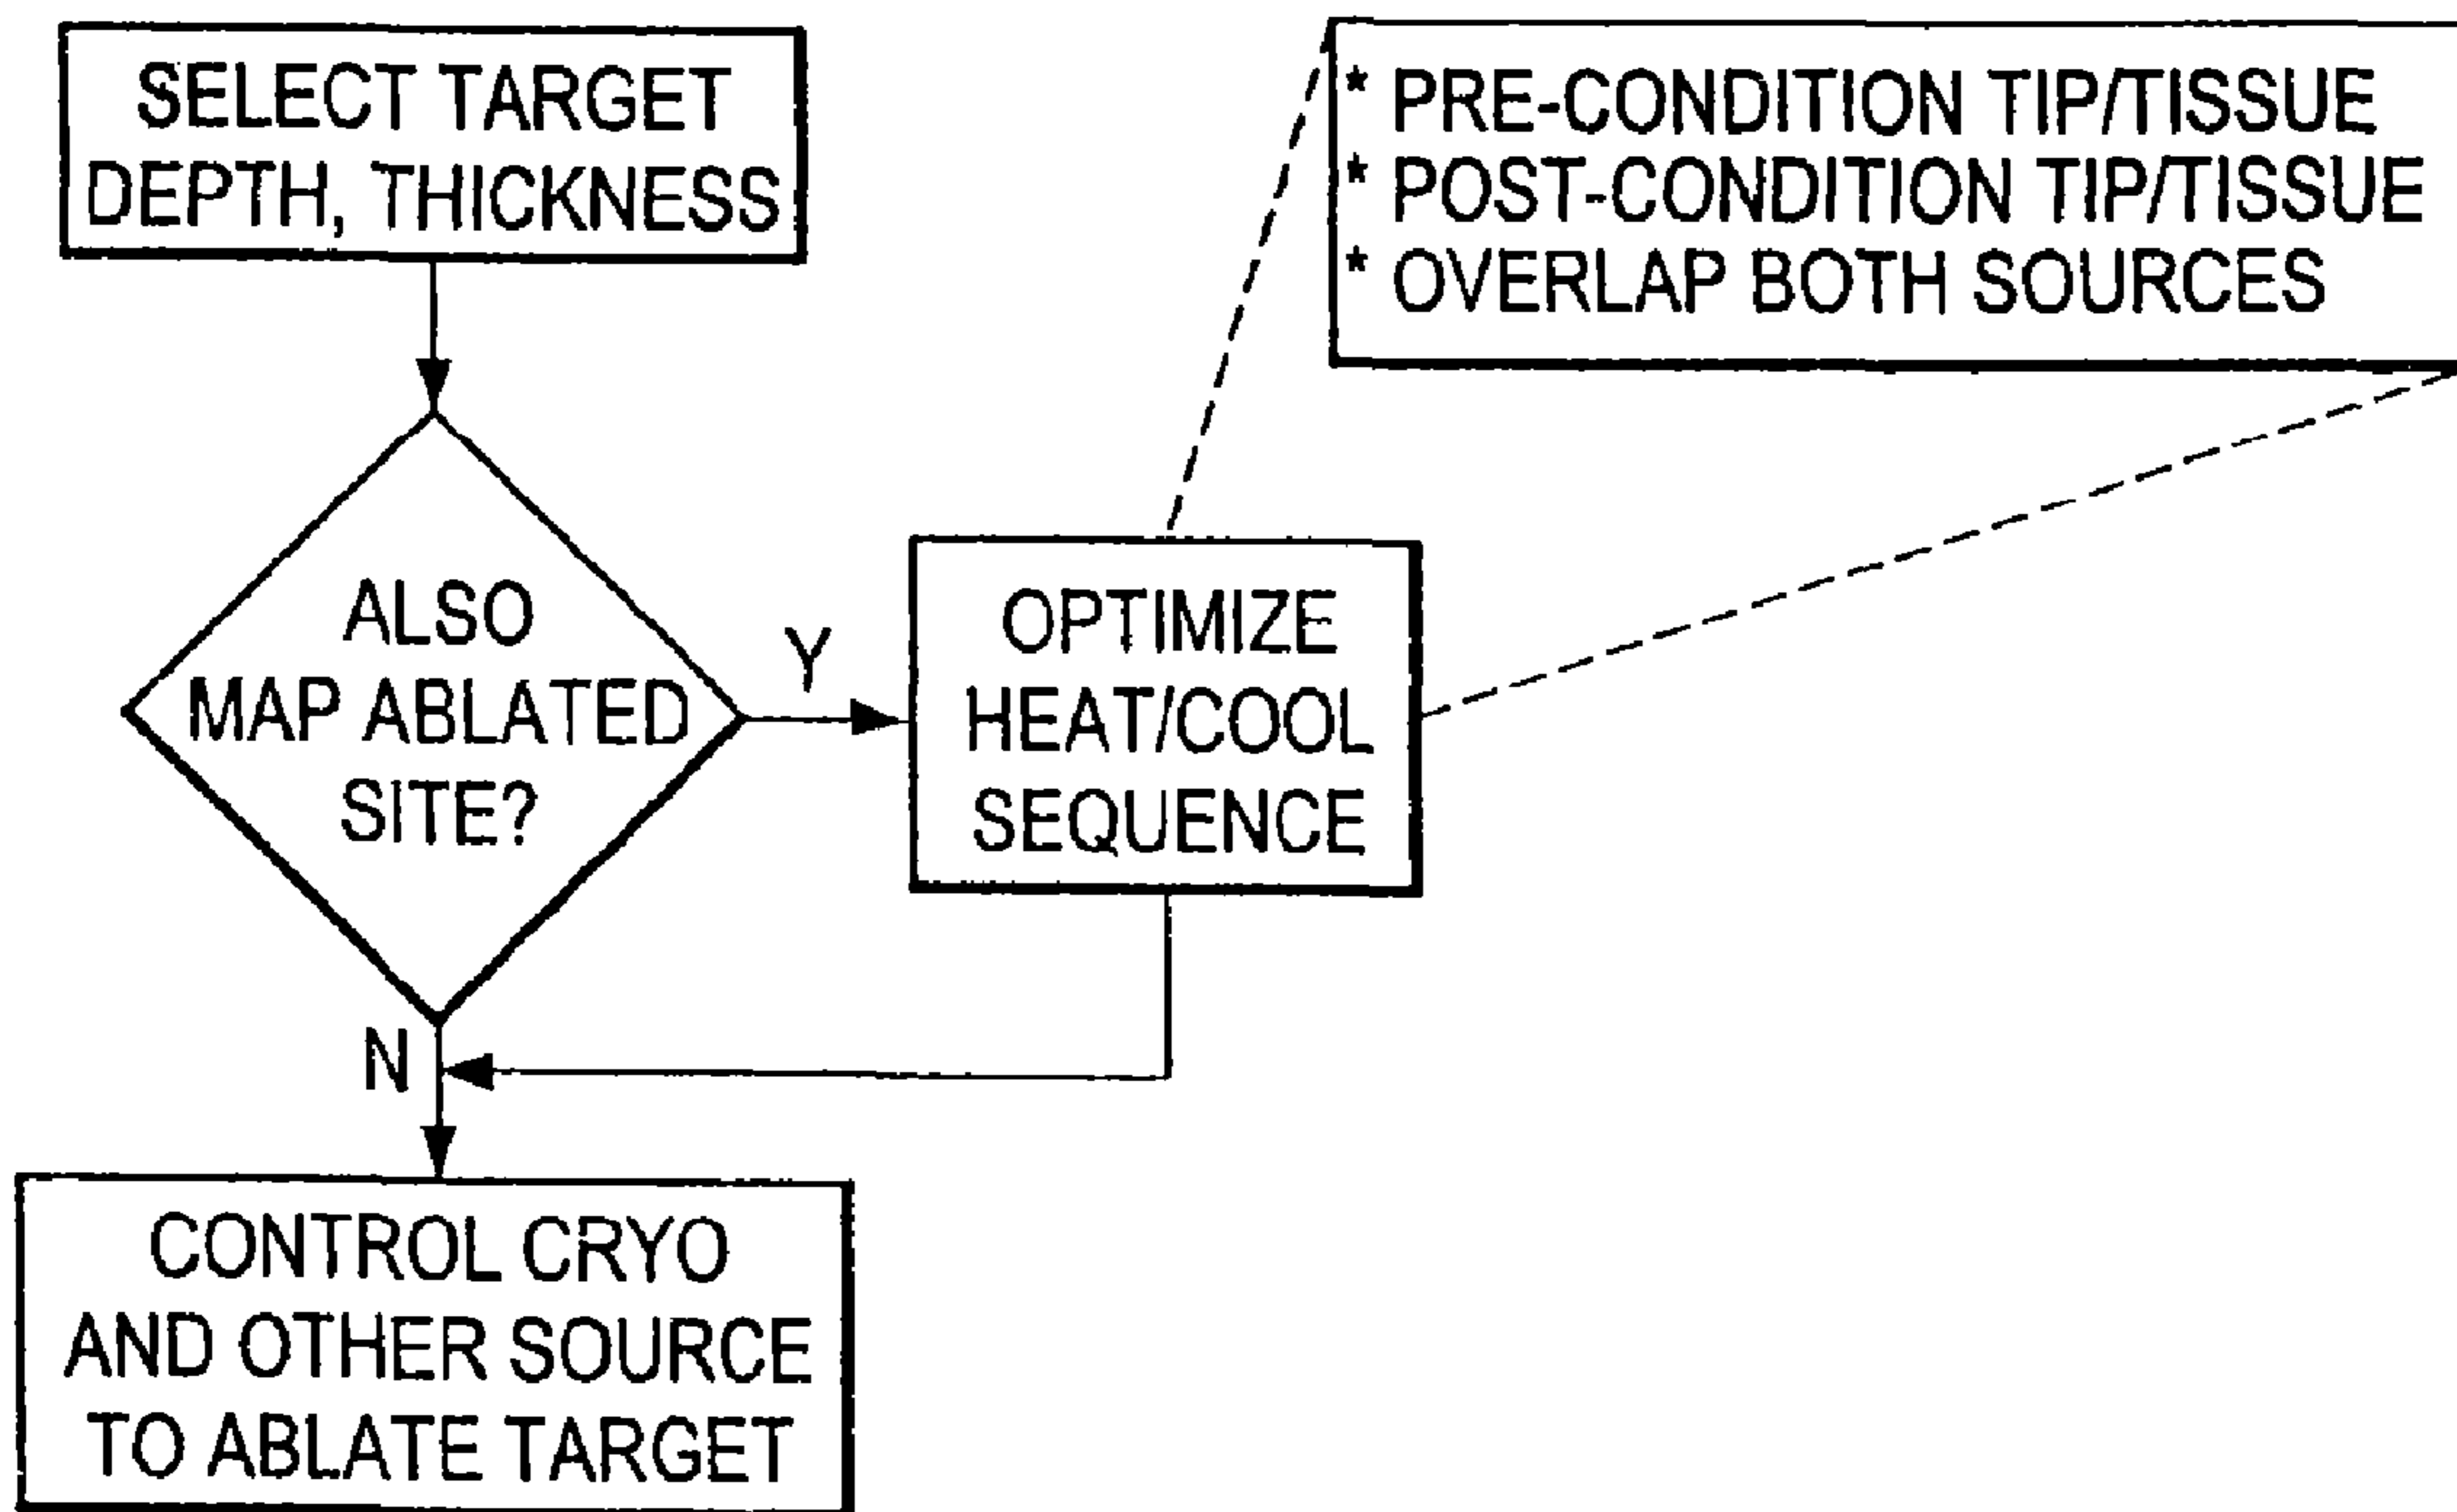 SELECT TARGET
DEPTH, THICKNESS
* PRE-CONDITION TIP/TISSUE
* POST-CONDITION TIP/TISSUE
* OVERLAP BOTH SOURCES
ALSO
MAP ABLATED
SITE?
Y
OPTIMIZE
HEAT/COOL
SEQUENCE
N
CONTROL CRYO
AND OTHER SOURCE
TO ABLATE TARGET